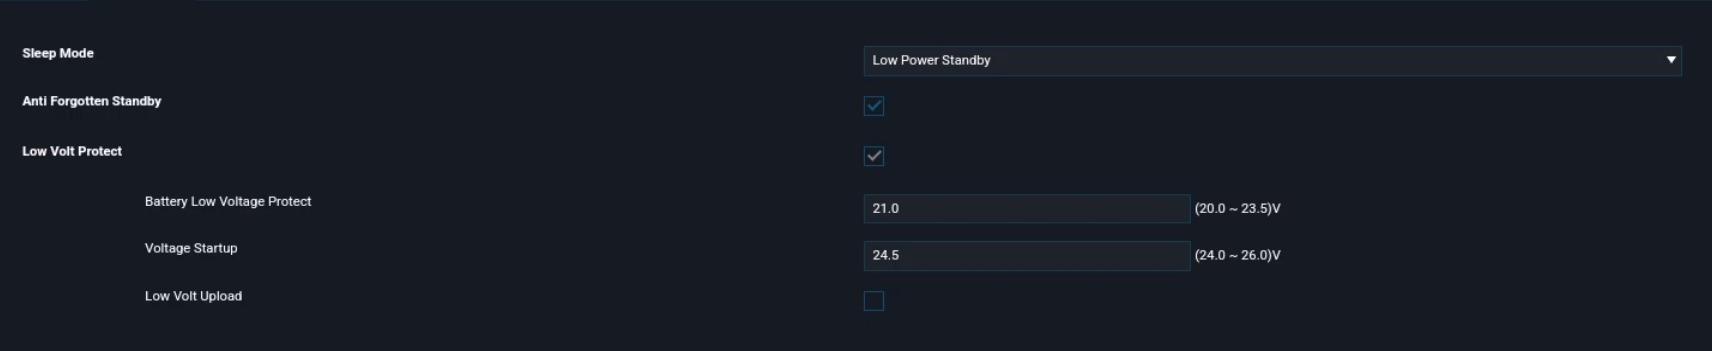 Sleep Mode
Low Power Standby
Anti Forgotten Standby
Low Volt Protect
Battery Low Voltage Protect
21.0 (20.0 ~ 23.5)V
Voltage Startup
24.5 (24.0 ~ 26.0)V
Low Volt Upload